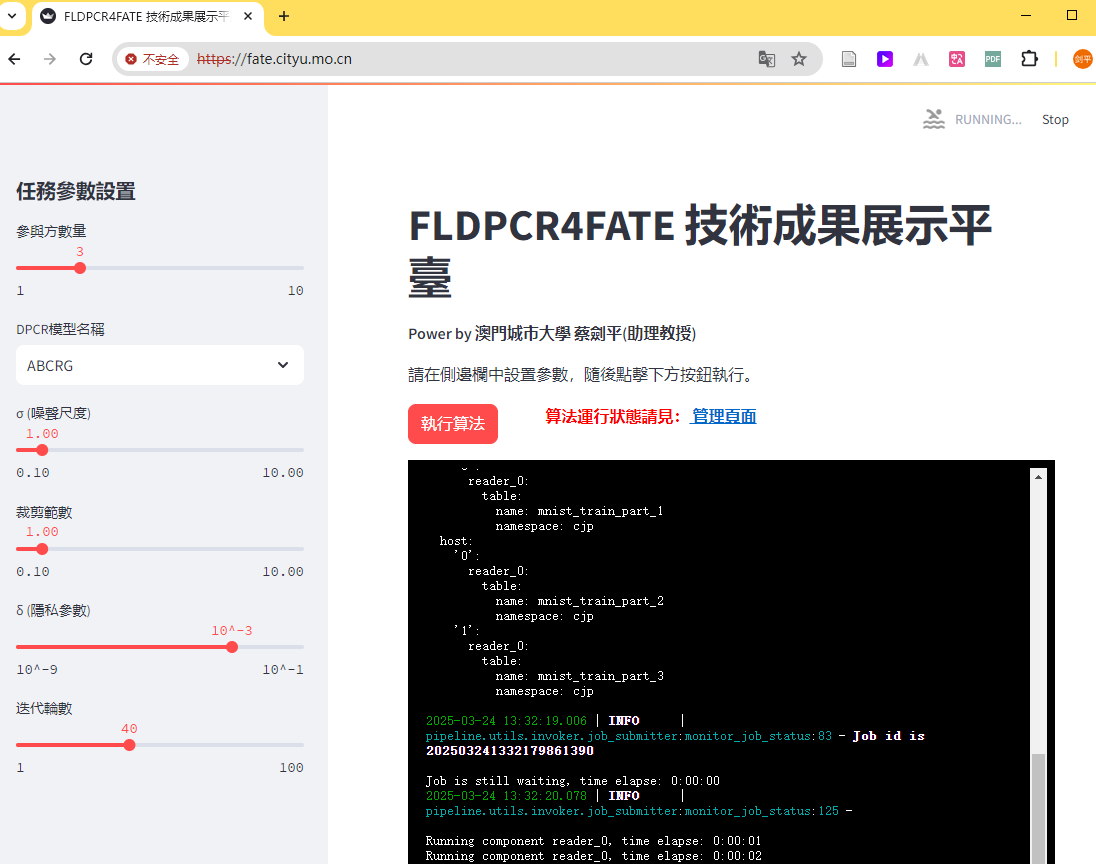 FLDPCR4FATE 技術成果展示平
不安全 https://fate.cityu.mo.cn
PDF
剑平
RUNNING... Stop
任務參數設置
參與方數量
3
1 10
DPCR模型名稱
ABCRG
σ (噪聲尺度)
1.00
0.10 10.00
裁剪範數
1.00
0.10 10.00
δ (隱私參數)
10^-3
10^-9 10^-1
迭代輪數
40
1 100
FLDPCR4FATE 技術成果展示平
臺
Power by 澳門城市大學 蔡劍平(助理教授)
請在側邊欄中設置參數，隨後點擊下方按鈕執行。
執行算法 算法運行狀態請見： 管理頁面
reader_0:
table:
name: mnist_train_part_1
namespace: cjp
host:
'0':
reader_0:
table:
name: mnist_train_part_2
namespace: cjp
'1':
reader_0:
table:
name: mnist_train_part_3
namespace: cjp
2025-03-24 13:32:19.006 | INFO |
pipeline.utils.invoker.job_submitter:monitor_job_status:83 - Job id is
202503241332179861390
Job is still waiting, time elapse: 0:00:00
2025-03-24 13:32:20.078 | INFO |
pipeline.utils.invoker.job_submitter:monitor_job_status:125 -
Running component reader_0, time elapse: 0:00:01
Running component reader_0, time elapse: 0:00:02